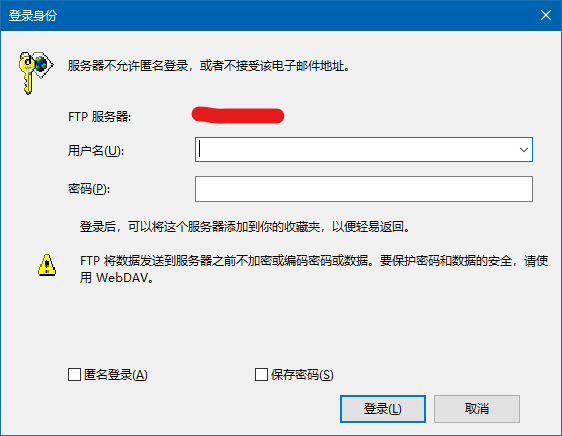 登录身份
服务器不允许匿名登录，或者不接受该电子邮件地址。
FTP 服务器:
用户名(U):
密码(P):
登录后，可以将这个服务器添加到你的收藏夹，以便轻易返回。
FTP 将数据发送到服务器之前不加密或编码密码或数据。要保护密码和数据的安全，请使
用 WebDAV。
匿名登录(A) 保存密码(S)
登录(L) 取消